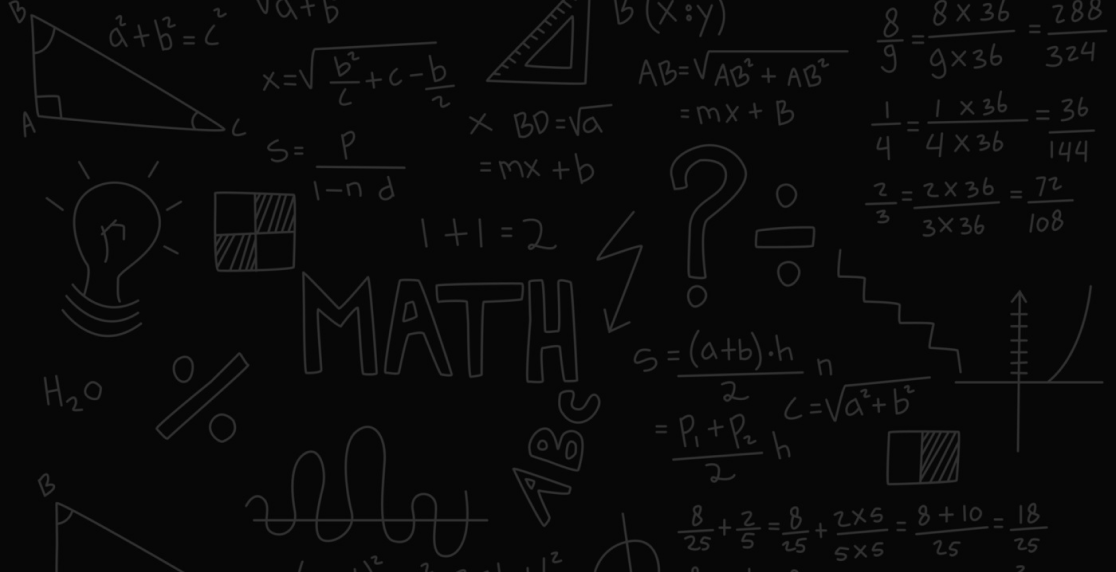 B
a²+b²=c²
√a+b
B (x:y)
8/9 = 8×36/9×36 = 288/324
x=√b²/c+c-b/2
AB=√AB²+AB²
=mx+B
A
C
S= P/1-n d
x BD=√a
=mx+b
1/4 = 1×36/4×36 = 36/144
2/3 = 2×36/3×36 = 72/108
1+1=2
?
÷
MATH
S=(a+b)·h/2 n
H₂O
%
ABC
C=√a²+b²
=P₁+P₂/2 h
B
8/25+2/5=8/25+2×5/5×5=8+10/25=18/25